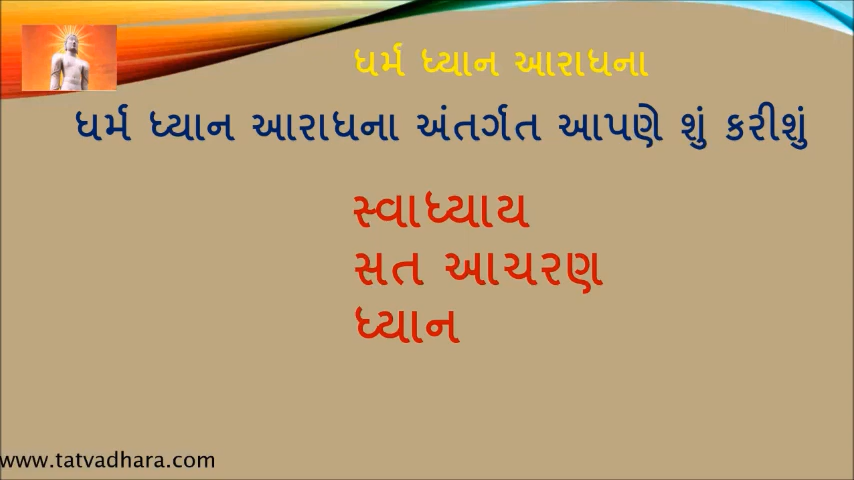 ધર્મ ધ્યાન આરાધના
ધર્મ ધ્યાન આરાધના અંતર્ગત આપણે શું કરીશું
સ્વાધ્યાય
સત આચરણ
ધ્યાન
www.tatvadhara.com